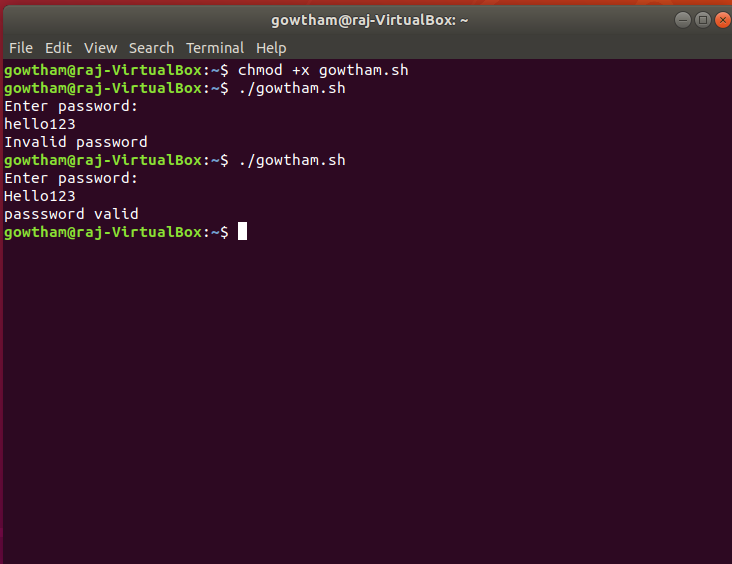 gowtham@raj-VirtualBox: ~
File Edit View Search Terminal Help
gowtham@raj-VirtualBox:~$ chmod +x gowtham.sh
gowtham@raj-VirtualBox:~$ ./gowtham.sh
Enter password:
hello123
Invalid password
gowtham@raj-VirtualBox:~$ ./gowtham.sh
Enter password:
Hello123
passsword valid
gowtham@raj-VirtualBox:~$